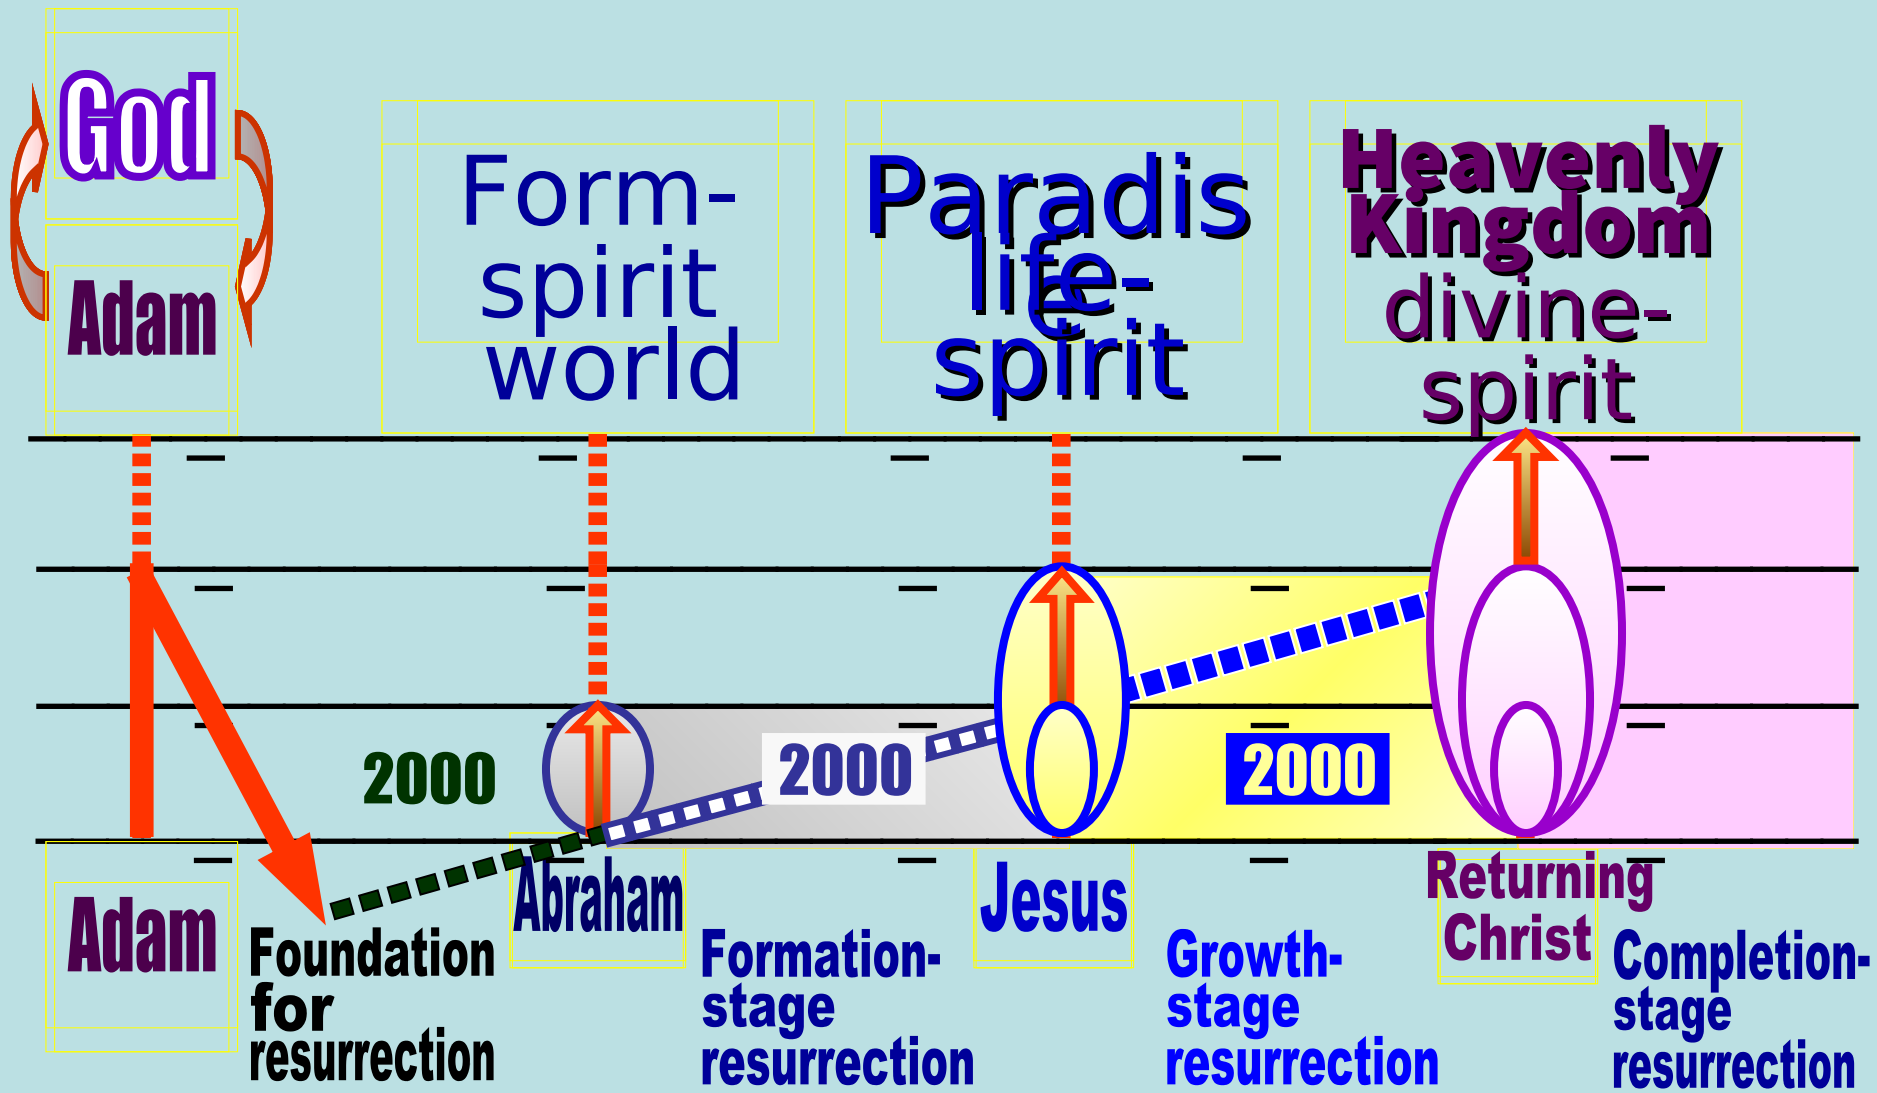 God
Adam
Form-
spirit
world
Paradis
e
life-
spirit
Heavenly
Kingdom
divine-
spirit
2000
2000
2000
Adam
Foundation
for
resurrection
Abraham
Formation-
stage
resurrection
Jesus
Growth-
stage
resurrection
Returning
Christ
Completion-
stage
resurrection